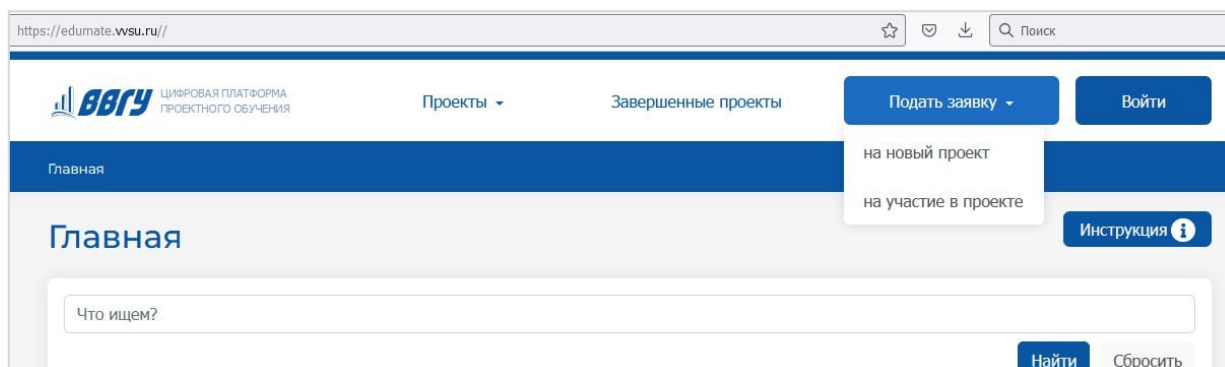 https://edumate.vvsu.ru//
Поиск
ВВГУ
ЦИФРОВАЯ ПЛАТФОРМА
ПРОЕКТНОГО ОБУЧЕНИЯ
Проекты
Завершенные проекты
Подать заявку
Войти
на новый проект
на участие в проекте
Главная
Главная
Инструкция
Что ищем?
Найти
Сбросить